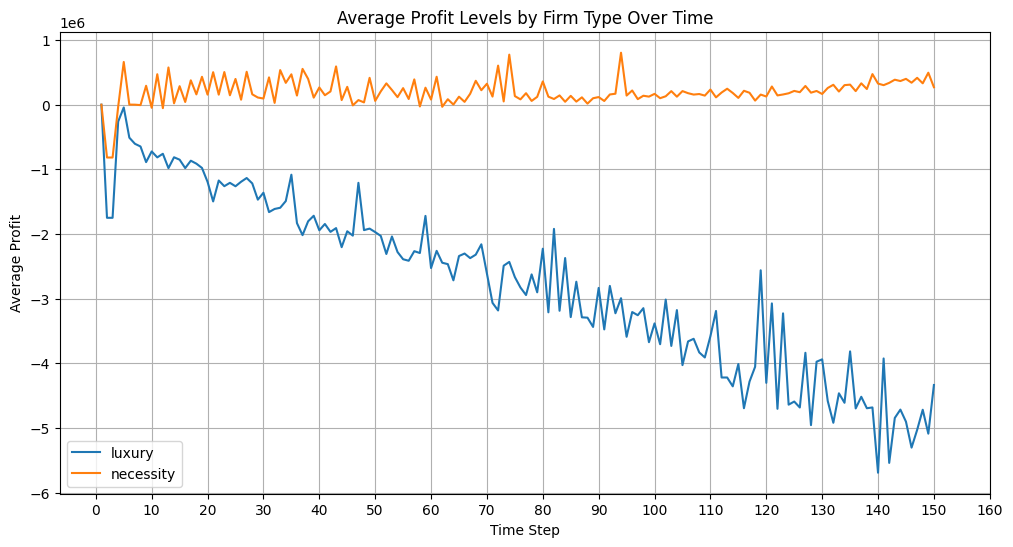 Average Profit Levels by Firm Type Over Time
1e6
1
0
−1
−2
−3
−4
−5
−6
Average Profit
luxury
necessity
0 10 20 30 40 50 60 70 80 90 100 110 120 130 140 150 160
Time Step